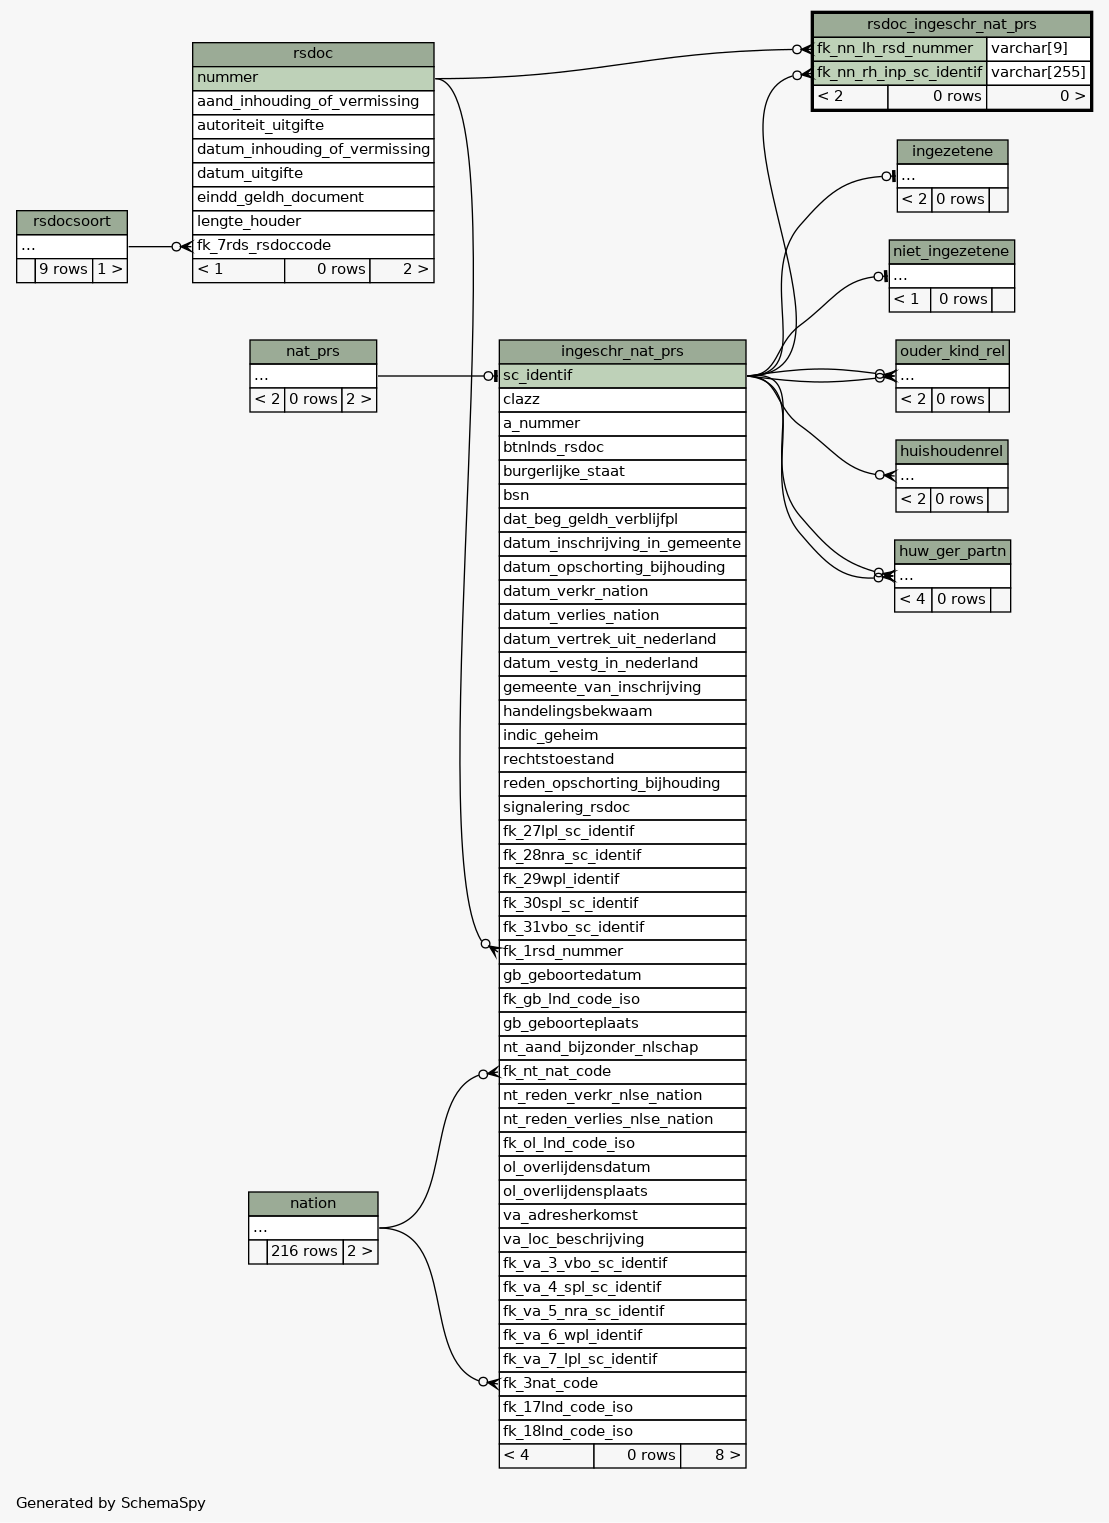 rsdoc_ingeschr_nat_prs
fk_nn_lh_rsd_nummer varchar[9]
fk_nn_rh_inp_sc_identif varchar[255]
< 2 0 rows 0 >
rsdoc
nummer
aand_inhouding_of_vermissing
autoriteit_uitgifte
datum_inhouding_of_vermissing
datum_uitgifte
eindd_geldh_document
lengte_houder
fk_7rds_rsdoccode
< 1 0 rows 2 >
rsdocsoort
...
9 rows 1 >
ingezetene
...
< 2 0 rows
niet_ingezetene
...
< 1 0 rows
ouder_kind_rel
...
< 2 0 rows
huishoudenrel
...
< 2 0 rows
huw_ger_partn
...
< 4 0 rows
nat_prs
...
< 2 0 rows 2 >
ingeschr_nat_prs
sc_identif
clazz
a_nummer
btnlnds_rsdoc
burgerlijke_staat
bsn
dat_beg_geldh_verblijfpl
datum_inschrijving_in_gemeente
datum_opschorting_bijhouding
datum_verkr_nation
datum_verlies_nation
datum_vertrek_uit_nederland
datum_vestg_in_nederland
gemeente_van_inschrijving
handelingsbekwaam
indic_geheim
rechtstoestand
reden_opschorting_bijhouding
signalering_rsdoc
fk_27lpl_sc_identif
fk_28nra_sc_identif
fk_29wpl_identif
fk_30spl_sc_identif
fk_31vbo_sc_identif
fk_1rsd_nummer
gb_geboortedatum
fk_gb_lnd_code_iso
gb_geboorteplaats
nt_aand_bijzonder_nlschap
fk_nt_nat_code
nt_reden_verkr_nlse_nation
nt_reden_verlies_nlse_nation
fk_ol_lnd_code_iso
ol_overlijdensdatum
ol_overlijdensplaats
va_adresherkomst
va_loc_beschrijving
fk_va_3_vbo_sc_identif
fk_va_4_spl_sc_identif
fk_va_5_nra_sc_identif
fk_va_6_wpl_identif
fk_va_7_lpl_sc_identif
fk_3nat_code
fk_17lnd_code_iso
fk_18lnd_code_iso
< 4 0 rows 8 >
nation
...
216 rows 2 >
Generated by SchemaSpy